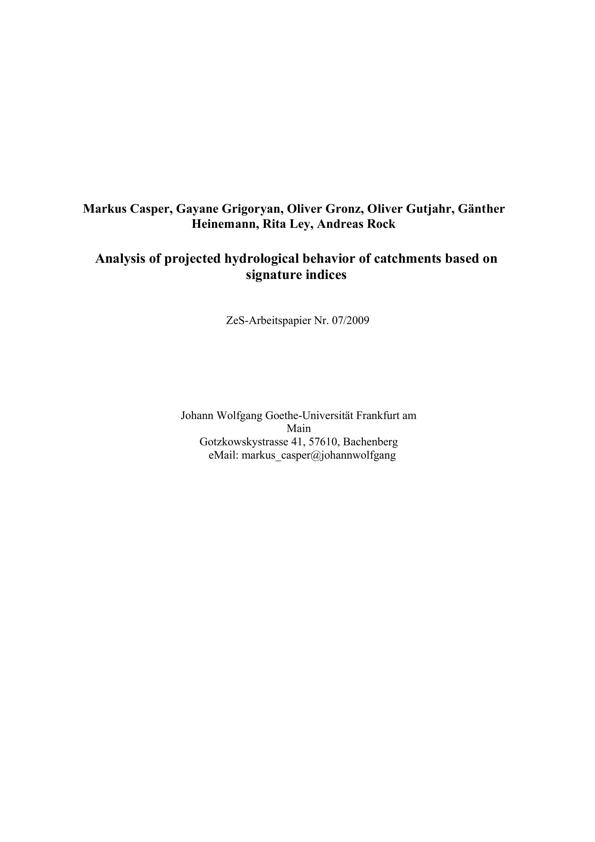 Markus Casper, Gayane Grigoryan, Oliver Gronz, Oliver Gutjahr, Gänther
Heinemann, Rita Ley, Andreas Rock
Analysis of projected hydrological behavior of catchments based on
signature indices
ZeS-Arbeitspapier Nr. 07/2009
Johann Wolfgang Goethe-Universität Frankfurt am
Main
Gotzkowskystrasse 41, 57610, Bachenberg
eMail: markus_casper@johannwolfgang